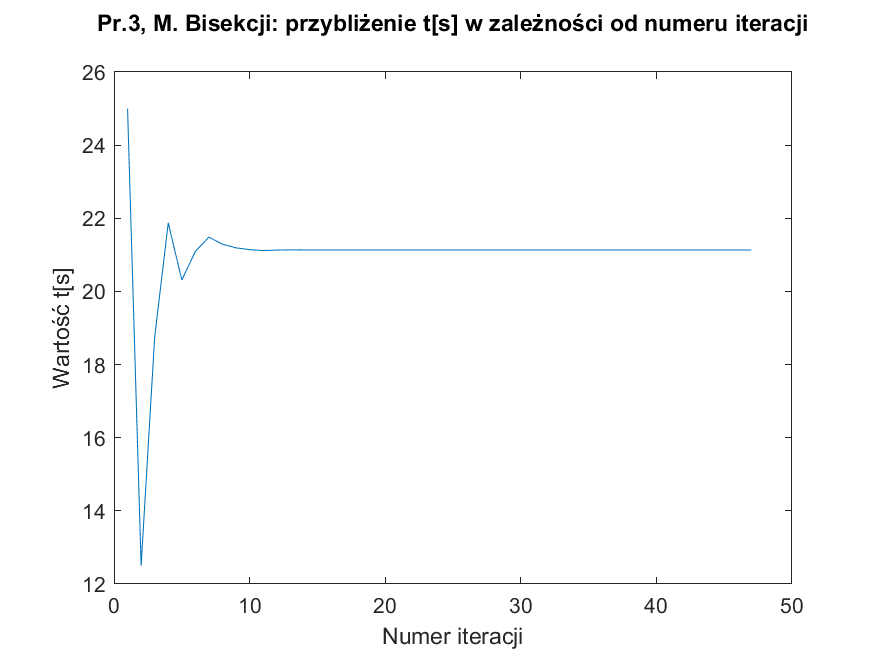 Pr.3, M. Bisekcji: przybliżenie t[s] w zależności od numeru iteracji
26
24
22
20
18
16
14
12
Wartość t[s]
0 10 20 30 40 50
Numer iteracji